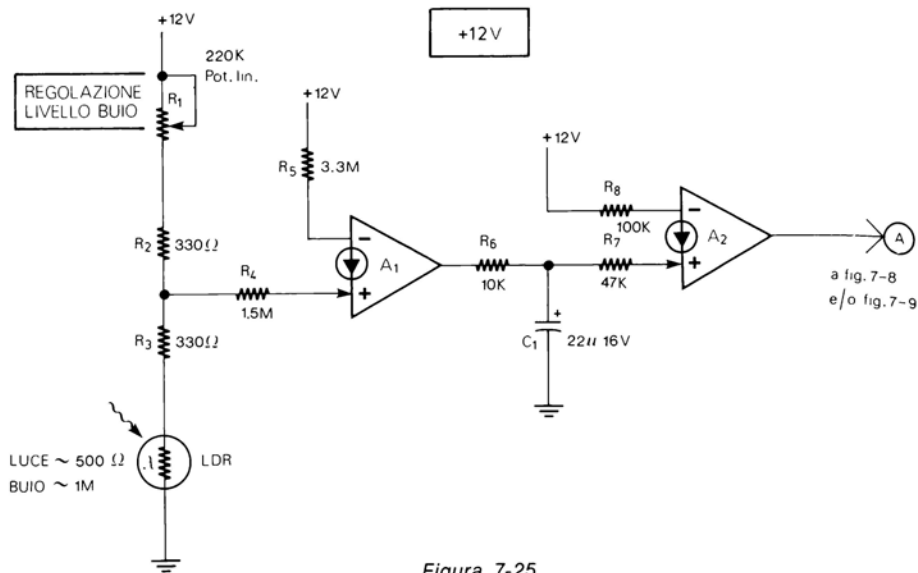 +12V
+12V
220K
Pot. lin.
REGOLAZIONE
LIVELLO BUIO
R1
+12V
R5
3.3M
+12V
R8
100K
A2
R2
330Ω
A1
R6
10K
R7
47K
A
R4
1.5M
a fig. 7-8
e/o fig. 7-9
R3
330Ω
C1
22µ 16V
LUCE ~ 500 Ω
BUIO ~ 1M
LDR
Figura 7-25